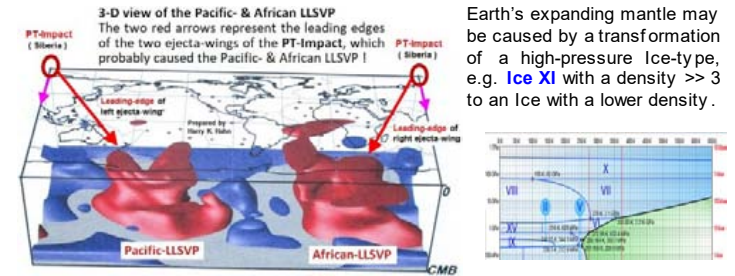 3-D view of the Pacific- & African LLSVP
The two red arrows represent the leading edges
of the two ejecta-wings of the PT-Impact, which
probably caused the Pacific- & African LLSVP !
PT-Impact
( Siberia )
PT-Impact
( Siberia )
Leading-edge of
left ejecta-wing
Prepared by
Harry K. Hahn
Leading-edge of
right ejecta-wing
0
Pacific-LLSVP
African-LLSVP
CMB
Earth's expanding mantle may
be caused by a transformation
of a high-pressure Ice-type,
e.g. Ice XI with a density >> 3
to an Ice with a lower density.
X
VIII
VII
II
V
VI
XV
IX